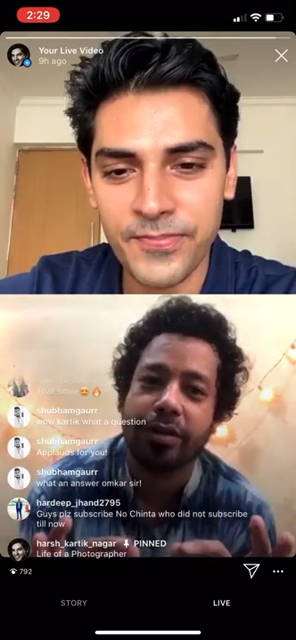 2:29
Your Live Video
9h ago
shubhamgaurr
wow kartik what a question
shubhamgaurr
Applauds for you!
shubhamgaurr
what an answer omkar sir!
hardeep_jhand2795
Guys plz subscribe No Chinta who did not subscribe
till now
harsh_kartik_nagar PINNED
Life of a Photographer
792
STORY LIVE